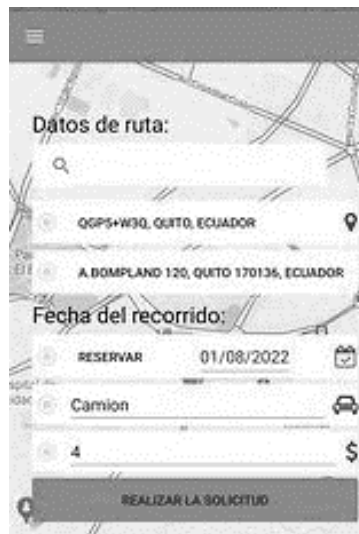 Datos de ruta:
QGP5+W3Q, QUITO, ECUADOR
A.BOMPLAND 120, QUITO 170136, ECUADOR
Fecha del recorrido:
RESERVAR 01/08/2022
Camion
4 $
REALIZAR LA SOLICITUD